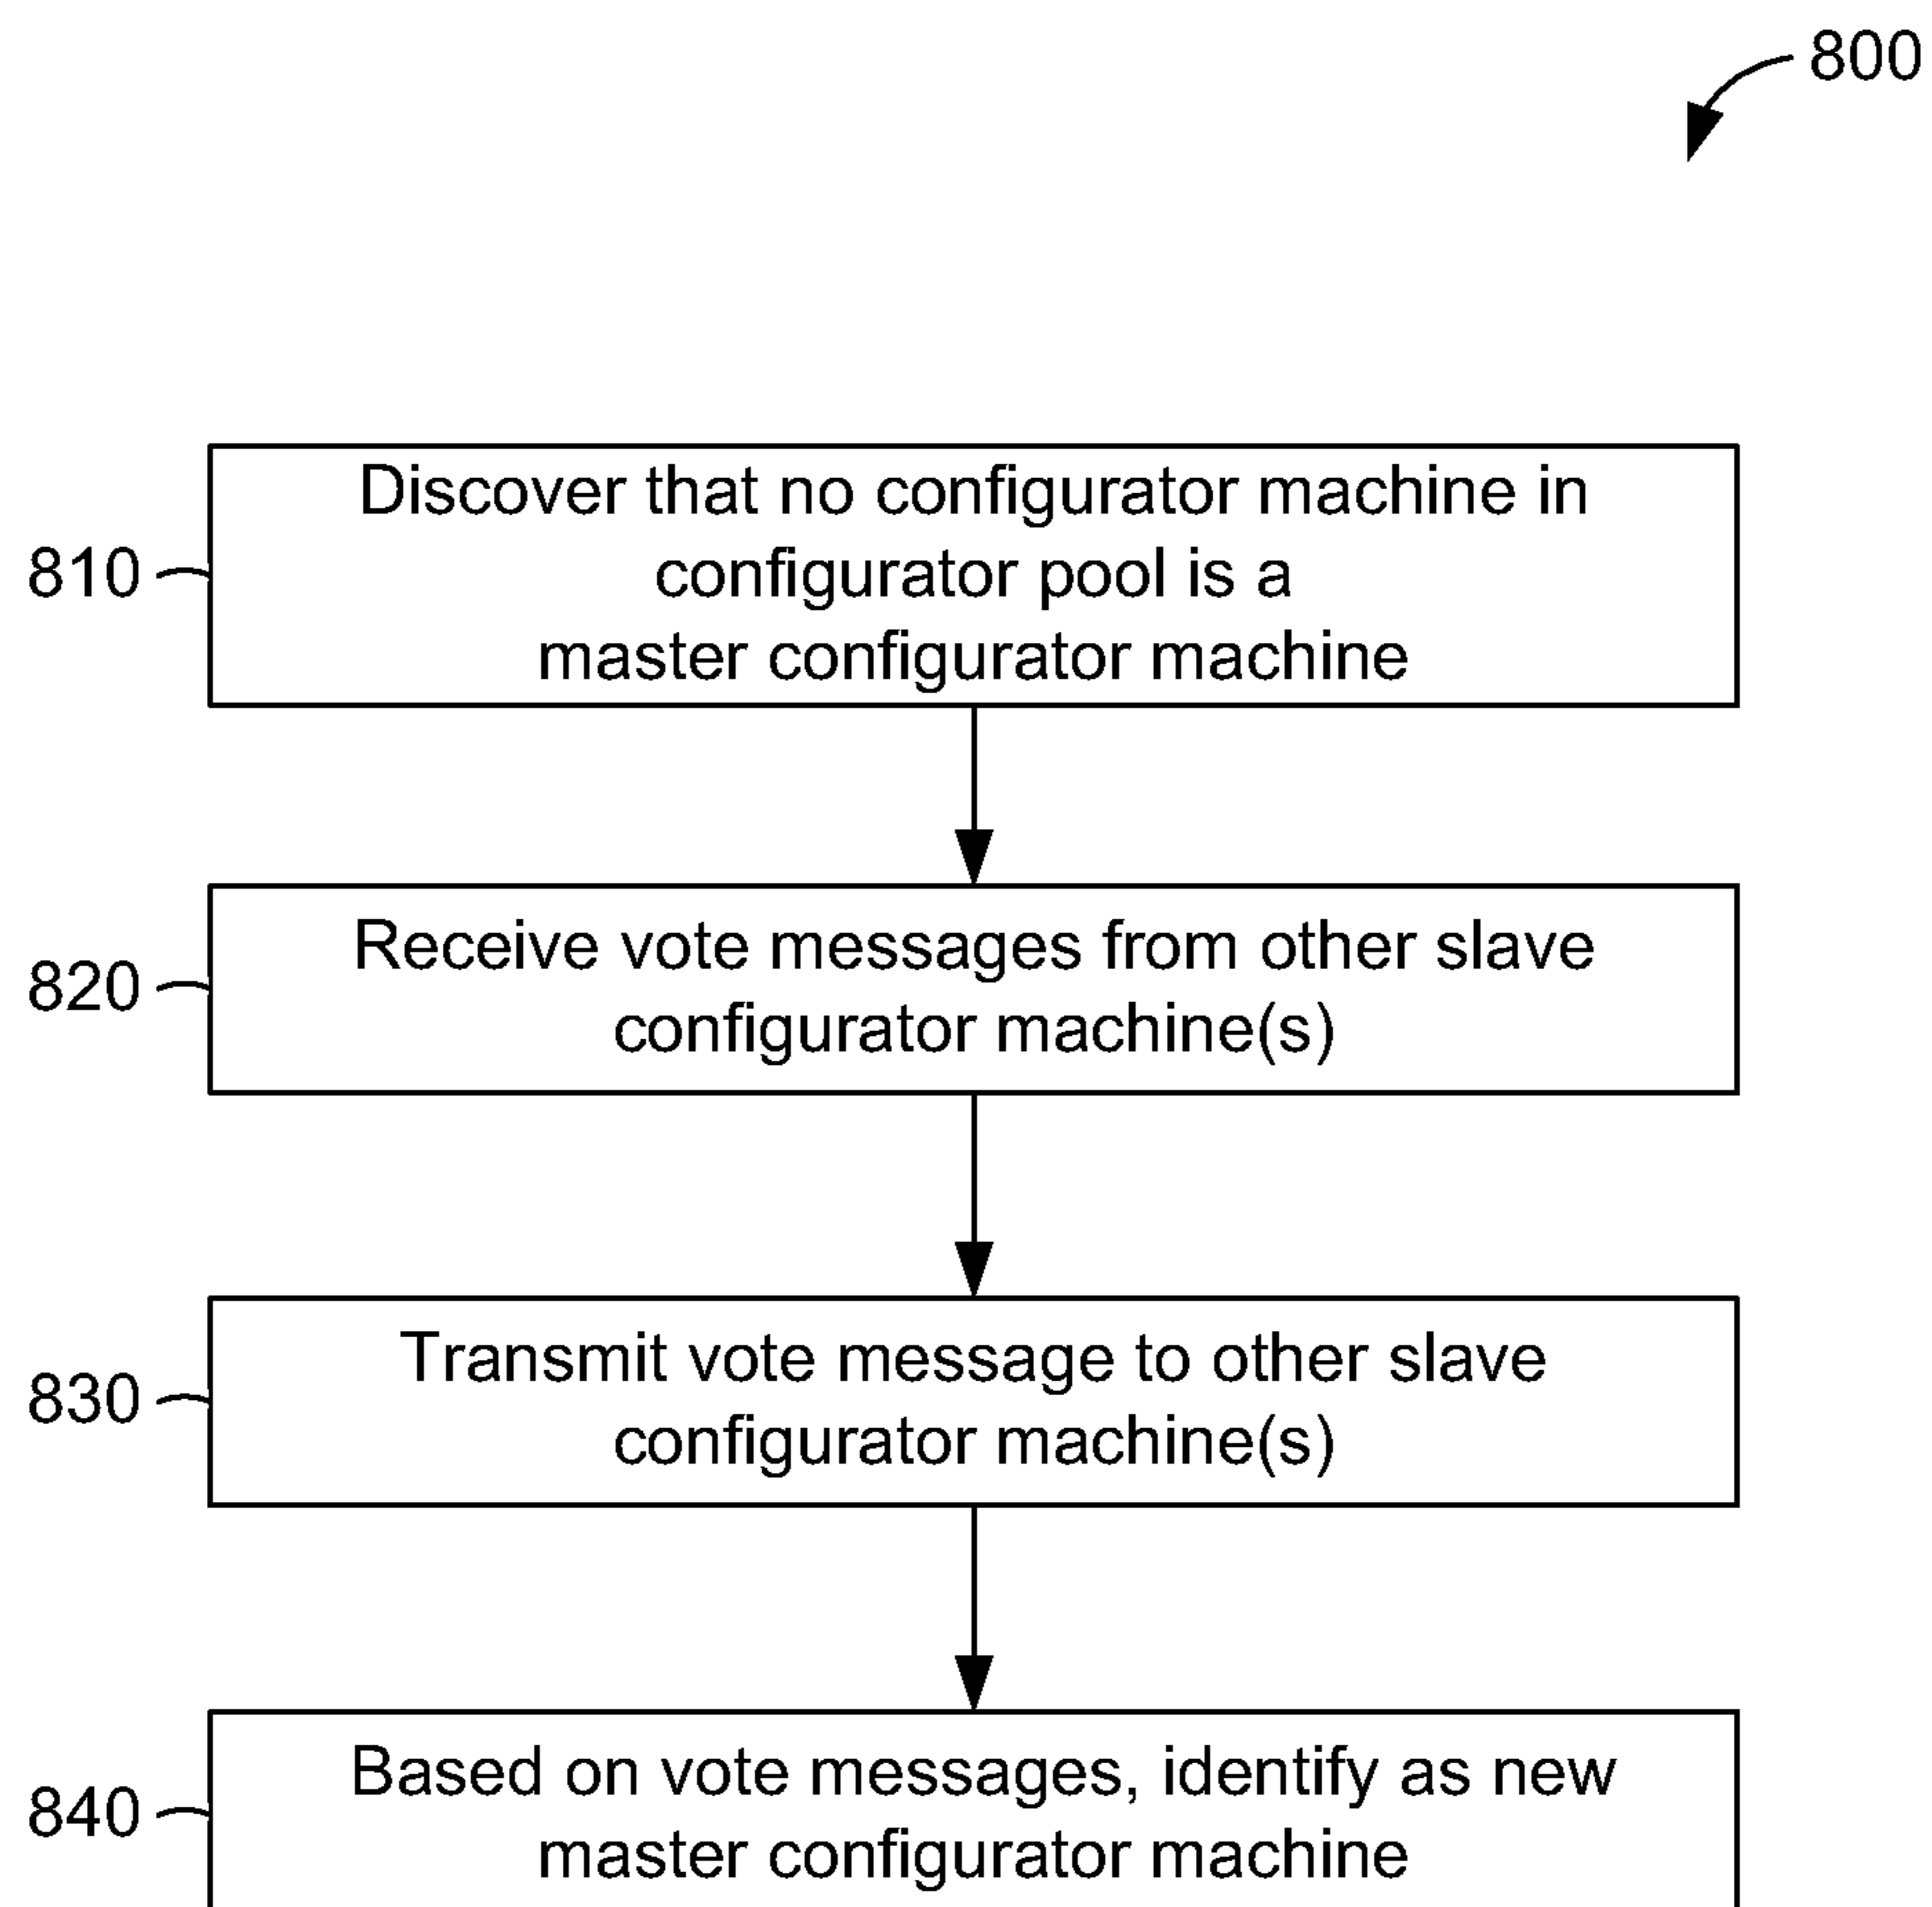 800
Discover that no configurator machine in
configurator pool is a
master configurator machine
810
Receive vote messages from other slave
configurator machine(s)
820
Transmit vote message to other slave
configurator machine(s)
830
Based on vote messages, identify as new
master configurator machine
840